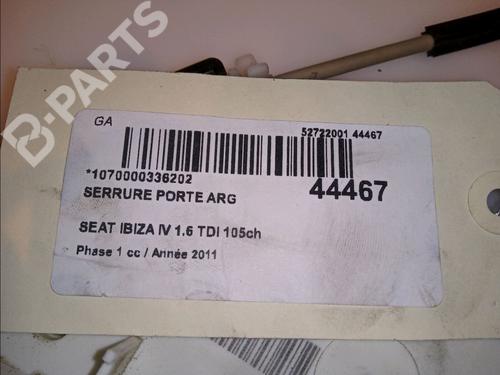 B-PARTS
GA
52722001 44467
*1070000336202
44467
SERRURE PORTE ARG
SEAT IBIZA IV 1.6 TDI 105ch
Phase 1 cc / Année 2011